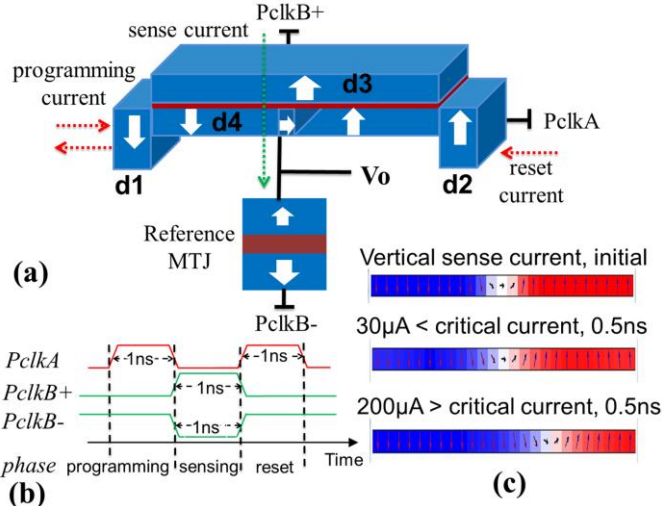 PclkB+
sense current
programming
current
d3
d4
PclkA
d1
d2
reset
current
Vo
Reference
MTJ
(a)
PclkB-
Vertical sense current, initial
30µA < critical current, 0.5ns
200µA > critical current, 0.5ns
(c)
PclkA
1ns
1ns
PclkB+
1ns
PclkB-
1ns
Time
phase programming sensing reset
(b)